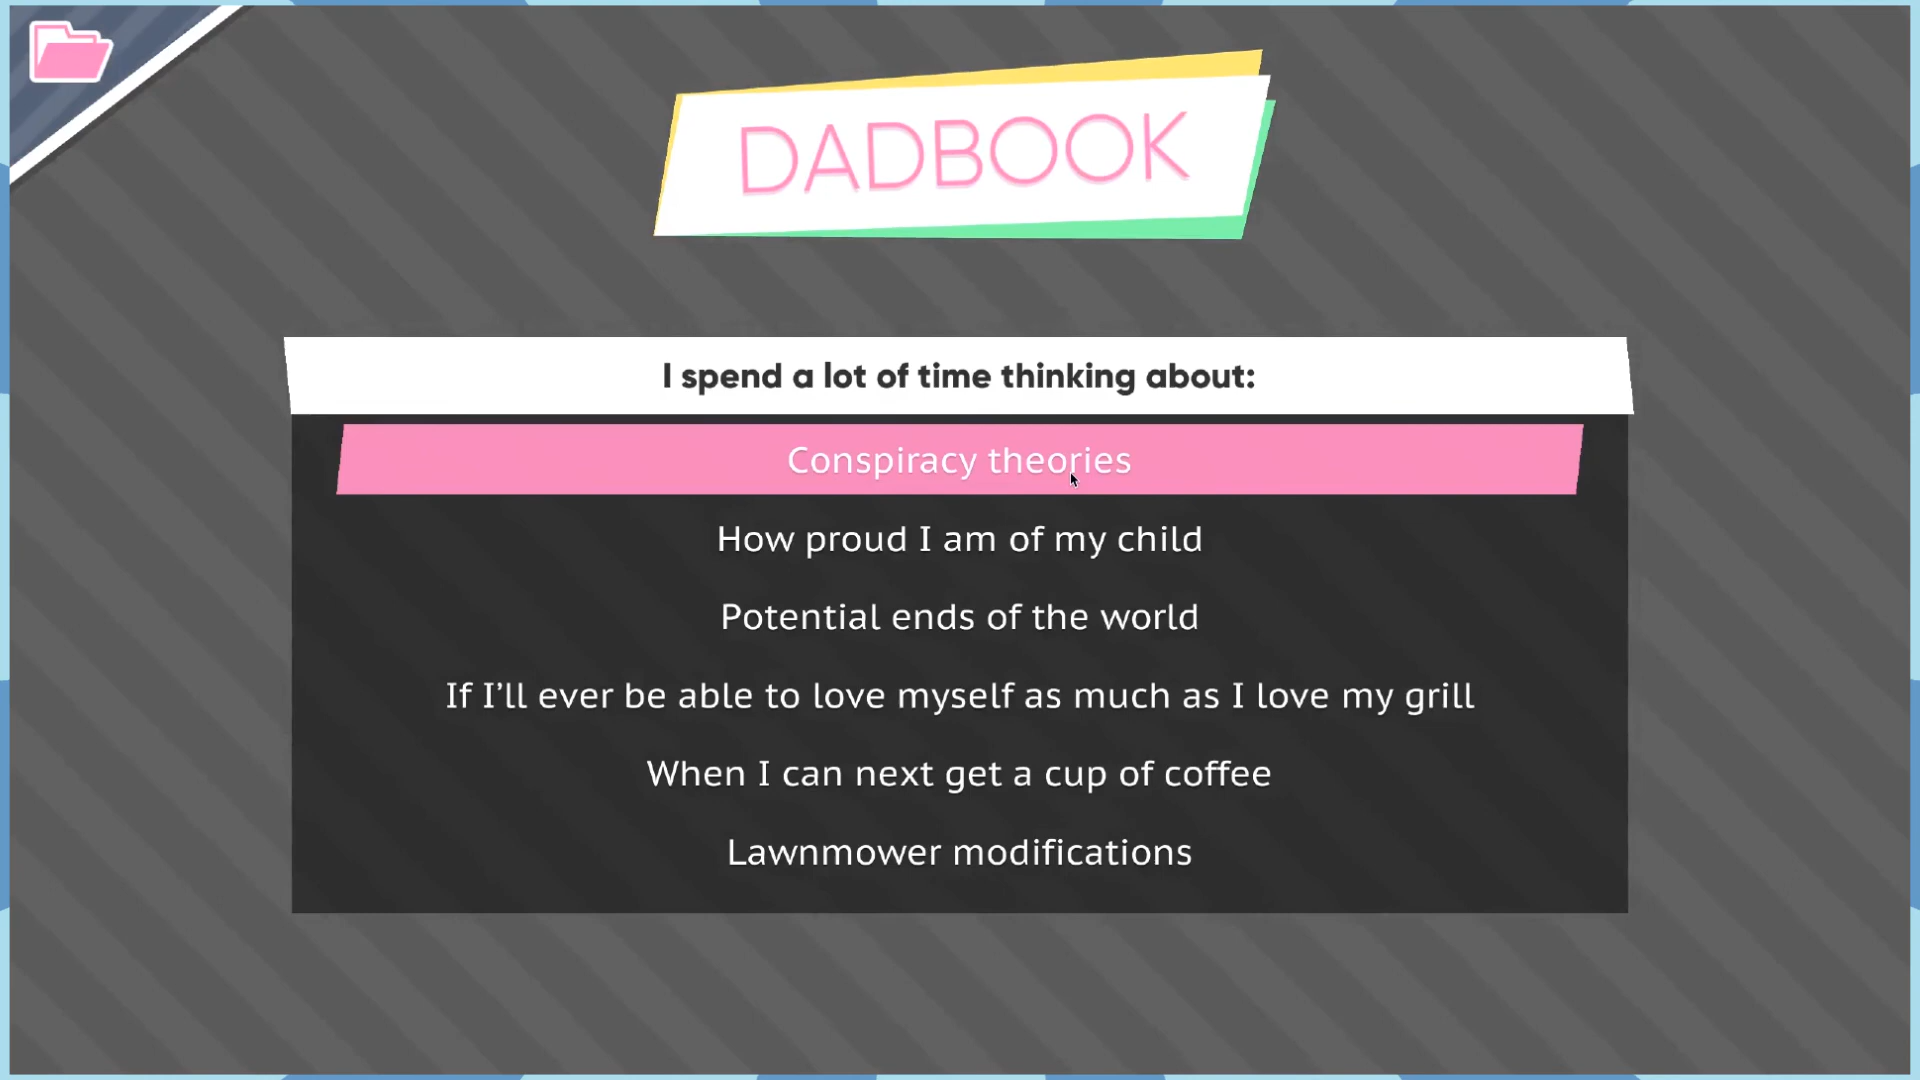 DADBOOK
I spend a lot of time thinking about:
Conspiracy theories
How proud I am of my child
Potential ends of the world
If I’ll ever be able to love myself as much as I love my grill
When I can next get a cup of coffee
Lawnmower modifications